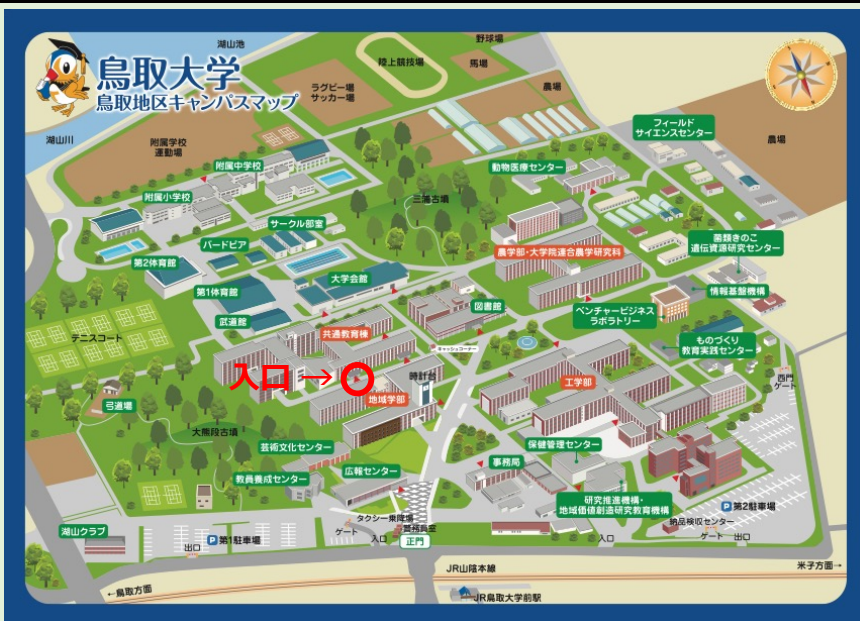 鳥取大学
鳥取地区キャンパスマップ
湖山池
野球場
陸上競技場
馬場
ラグビー場
サッカー場
農場
フィールド
サイエンスセンター
農場
湖山川
附属学校
運動場
附属中学校
動物医療センター
附属小学校
三浦古墳
サークル部室
バードピア
菌類きのこ
遺伝資源研究センター
農学部・大学院連合農学研究科
第2体育館
大学会館
第1体育館
情報基盤機構
図書館
ベンチャービジネス
ラボラトリー
武道館
共通教育棟
テニスコート
キャッシュコーナー
ものづくり
教育実践センター
入口→
時計台
工学部
西門
ゲート
地域学部
弓道場
大熊段古墳
芸術文化センター
保健管理センター
広報センター
事務局
教員養成センター
研究推進機構・
地域価値創造研究教育機構
P 第2駐車場
タクシー乗降場
納品検収センター
湖山クラブ
ゲート
入口
正門
入口
ゲート
出口
P 第1駐車場
出口
JR山陰本線
米子方面→
←鳥取方面
JR鳥取大学前駅